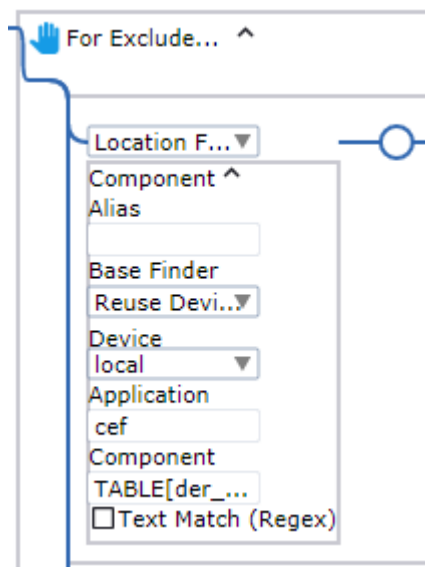 For Exclude...
Location F...
Component
Alias
Base Finder
Reuse Devi...
Device
local
Application
cef
Component
TABLE[der_...
Text Match (Regex)